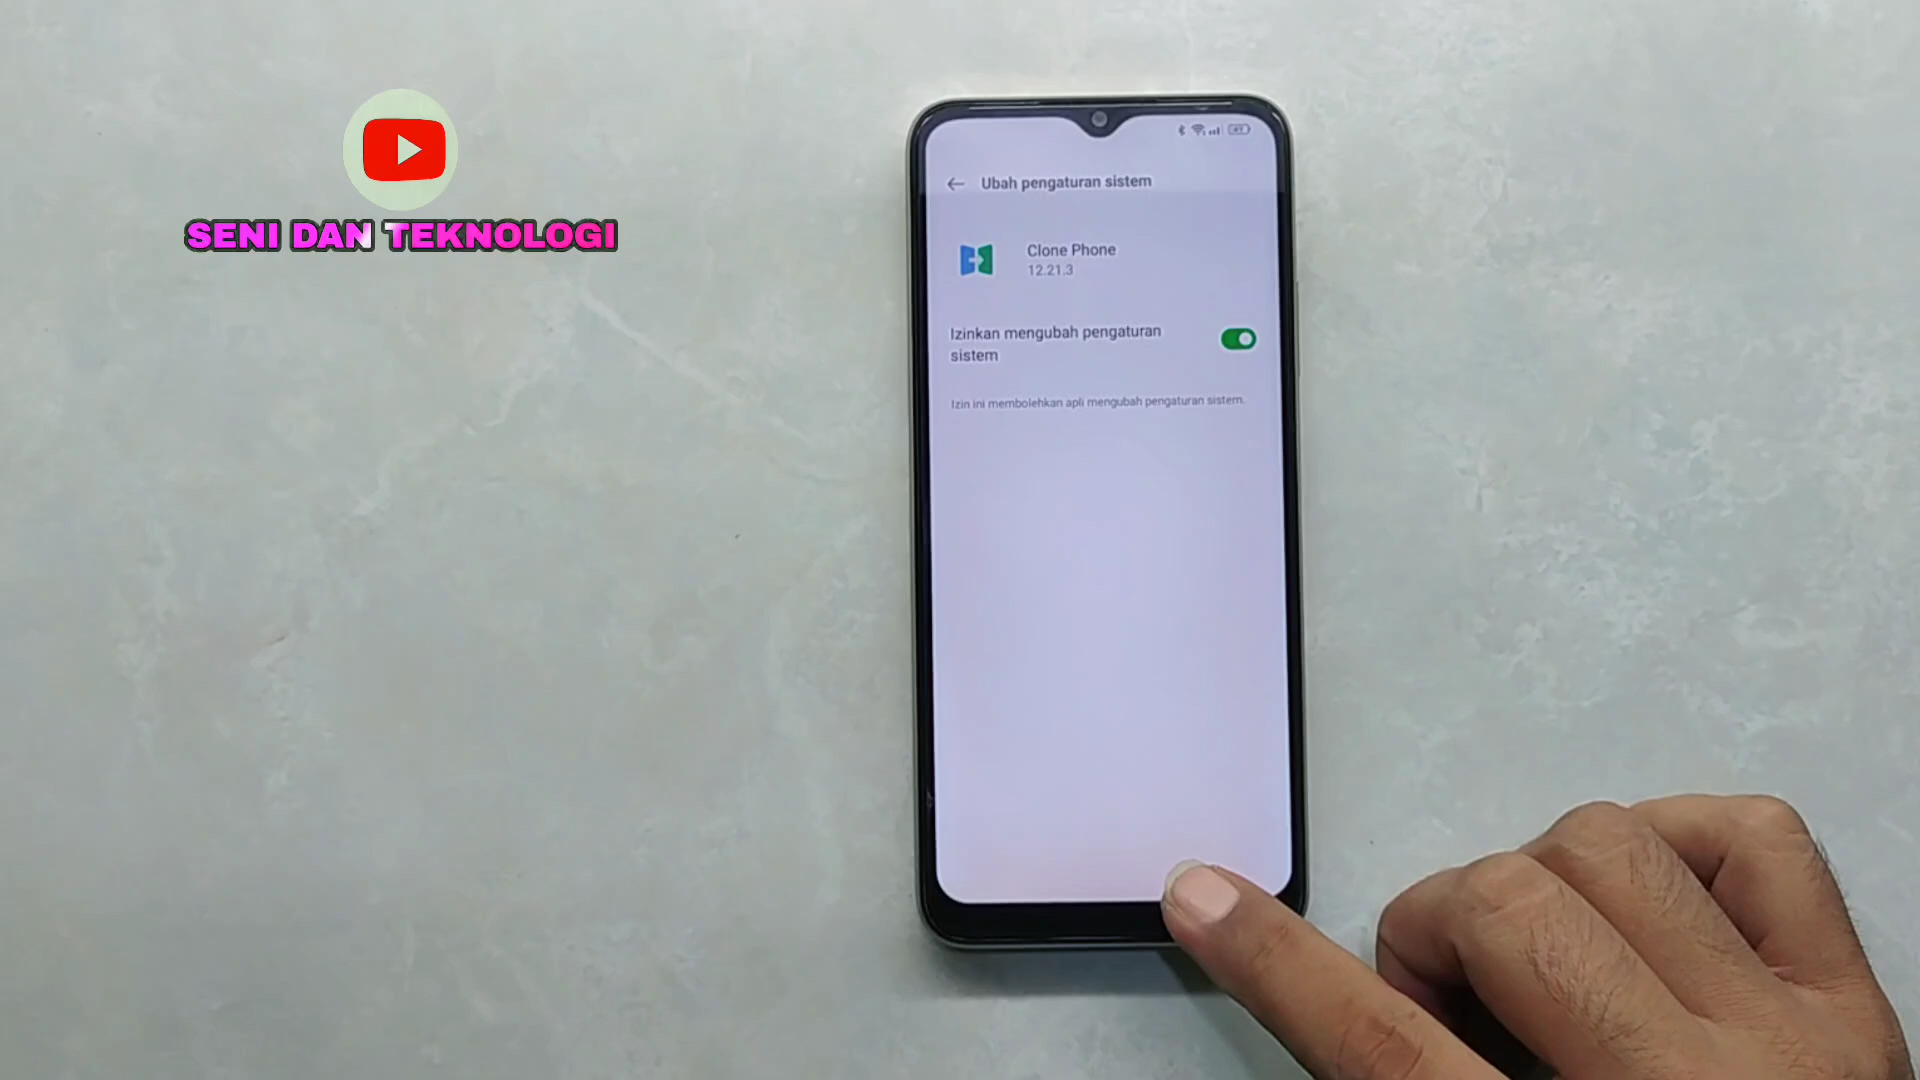 SENI DAN TEKNOLOGI
Ubah pengaturan sistem
Clone Phone
12.21.3
Izinkan mengubah pengaturan
sistem
Izin ini membolehkan apli mengubah pengaturan sistem.